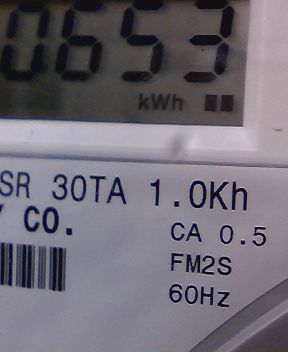 0653
kWh
SR 30TA 1.0Kh
Y CO.
CA 0.5
FM2S
60Hz